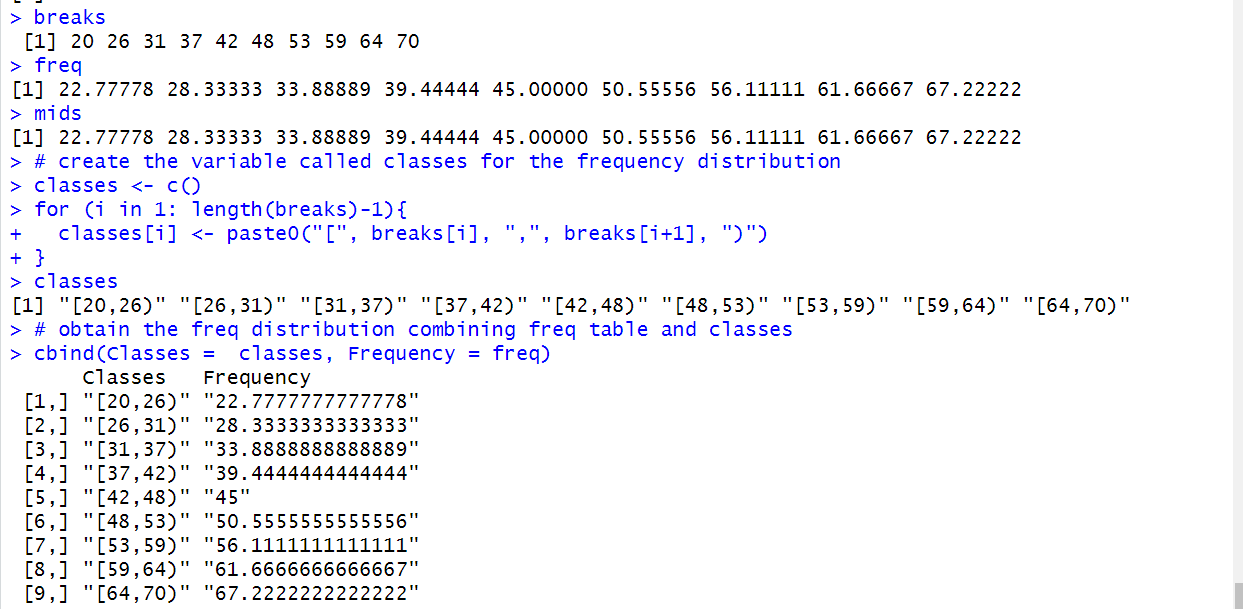 > breaks
[1] 20 26 31 37 42 48 53 59 64 70
> freq
[1] 22.77778 28.33333 33.88889 39.44444 45.00000 50.55556 56.11111 61.66667 67.22222
> mids
[1] 22.77778 28.33333 33.88889 39.44444 45.00000 50.55556 56.11111 61.66667 67.22222
> # create the variable called classes for the frequency distribution
> classes <- c()
> for (i in 1: length(breaks)-1){
+   classes[i] <- paste0("[", breaks[i], ",", breaks[i+1], ")")
+ }
> classes
[1] "[20,26)" "[26,31)" "[31,37)" "[37,42)" "[42,48)" "[48,53)" "[53,59)" "[59,64)" "[64,70)"
> # obtain the freq distribution combining freq table and classes
> cbind(Classes =  classes, Frequency = freq)
      Classes   Frequency
 [1,] "[20,26)" "22.7777777777778"
 [2,] "[26,31)" "28.3333333333333"
 [3,] "[31,37)" "33.8888888888889"
 [4,] "[37,42)" "39.4444444444444"
 [5,] "[42,48)" "45"
 [6,] "[48,53)" "50.5555555555556"
 [7,] "[53,59)" "56.1111111111111"
 [8,] "[59,64)" "61.6666666666667"
 [9,] "[64,70)" "67.2222222222222"